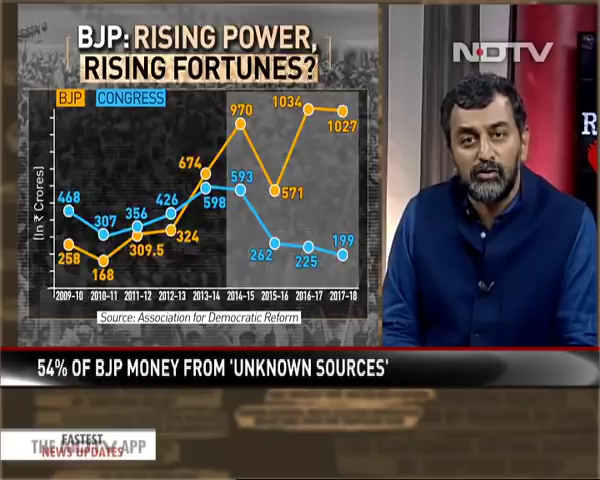 BJP: RISING POWER,
RISING FORTUNES?
NDTV
BJP CONGRESS
(In ₹ Crores)
468 307 356 426 598 593 262 225 199
258 168 309.5 324 674 970 571 1034 1027
2009-10 2010-11 2011-12 2012-13 2013-14 2014-15 2015-16 2016-17 2017-18
Source: Association for Democratic Reform
R
54% OF BJP MONEY FROM 'UNKNOWN SOURCES'
FASTEST
NEWS UPDATES
THE APP